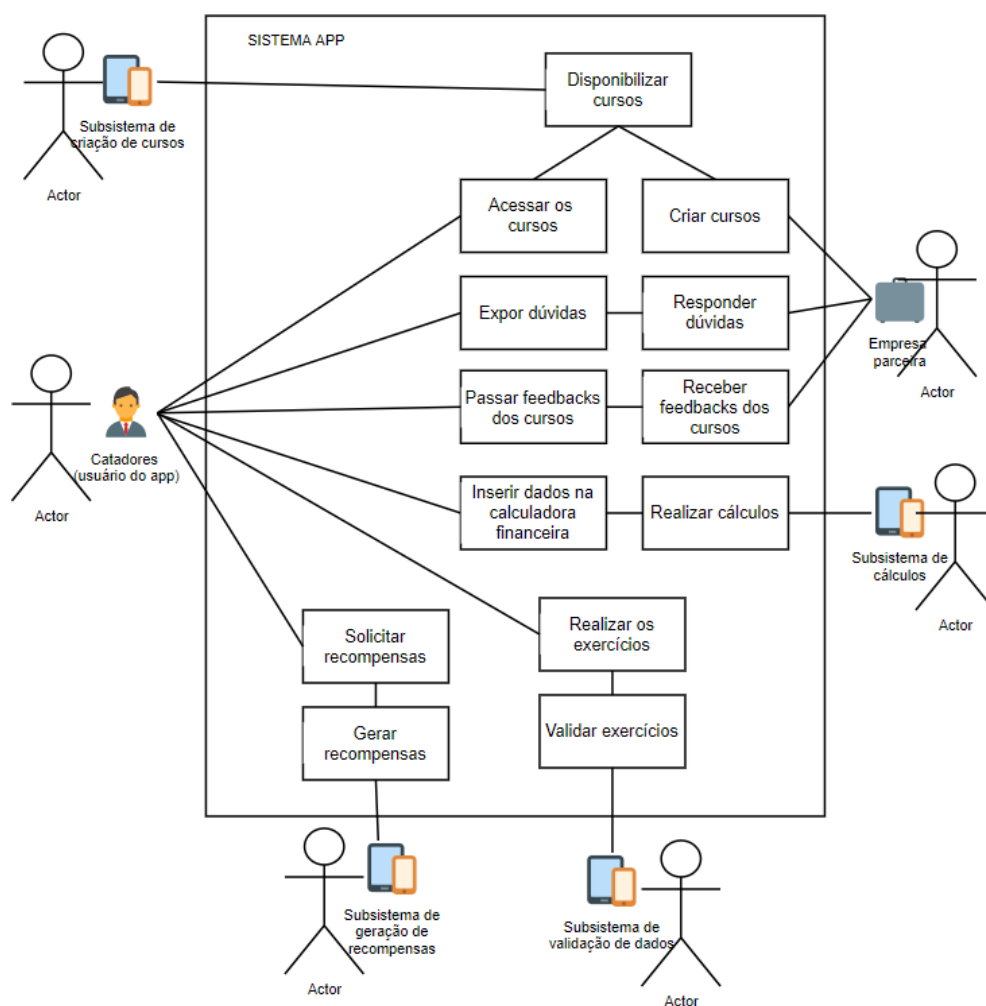 SISTEMA APP
Disponibilizar
cursos
Subsistema de
criação de cursos
Actor
Acessar os
cursos
Criar cursos
Expor dúvidas
Responder
dúvidas
Empresa
parceira
Actor
Passar feedbacks
dos cursos
Receber
feedbacks dos
cursos
Catadores
(usuário do app)
Actor
Inserir dados na
calculadora
financeira
Realizar cálculos
Subsistema de
cálculos
Actor
Solicitar
recompensas
Realizar os
exercícios
Gerar
recompensas
Validar exercícios
Subsistema de
geração de
recompensas
Actor
Subsistema de
validação de dados
Actor